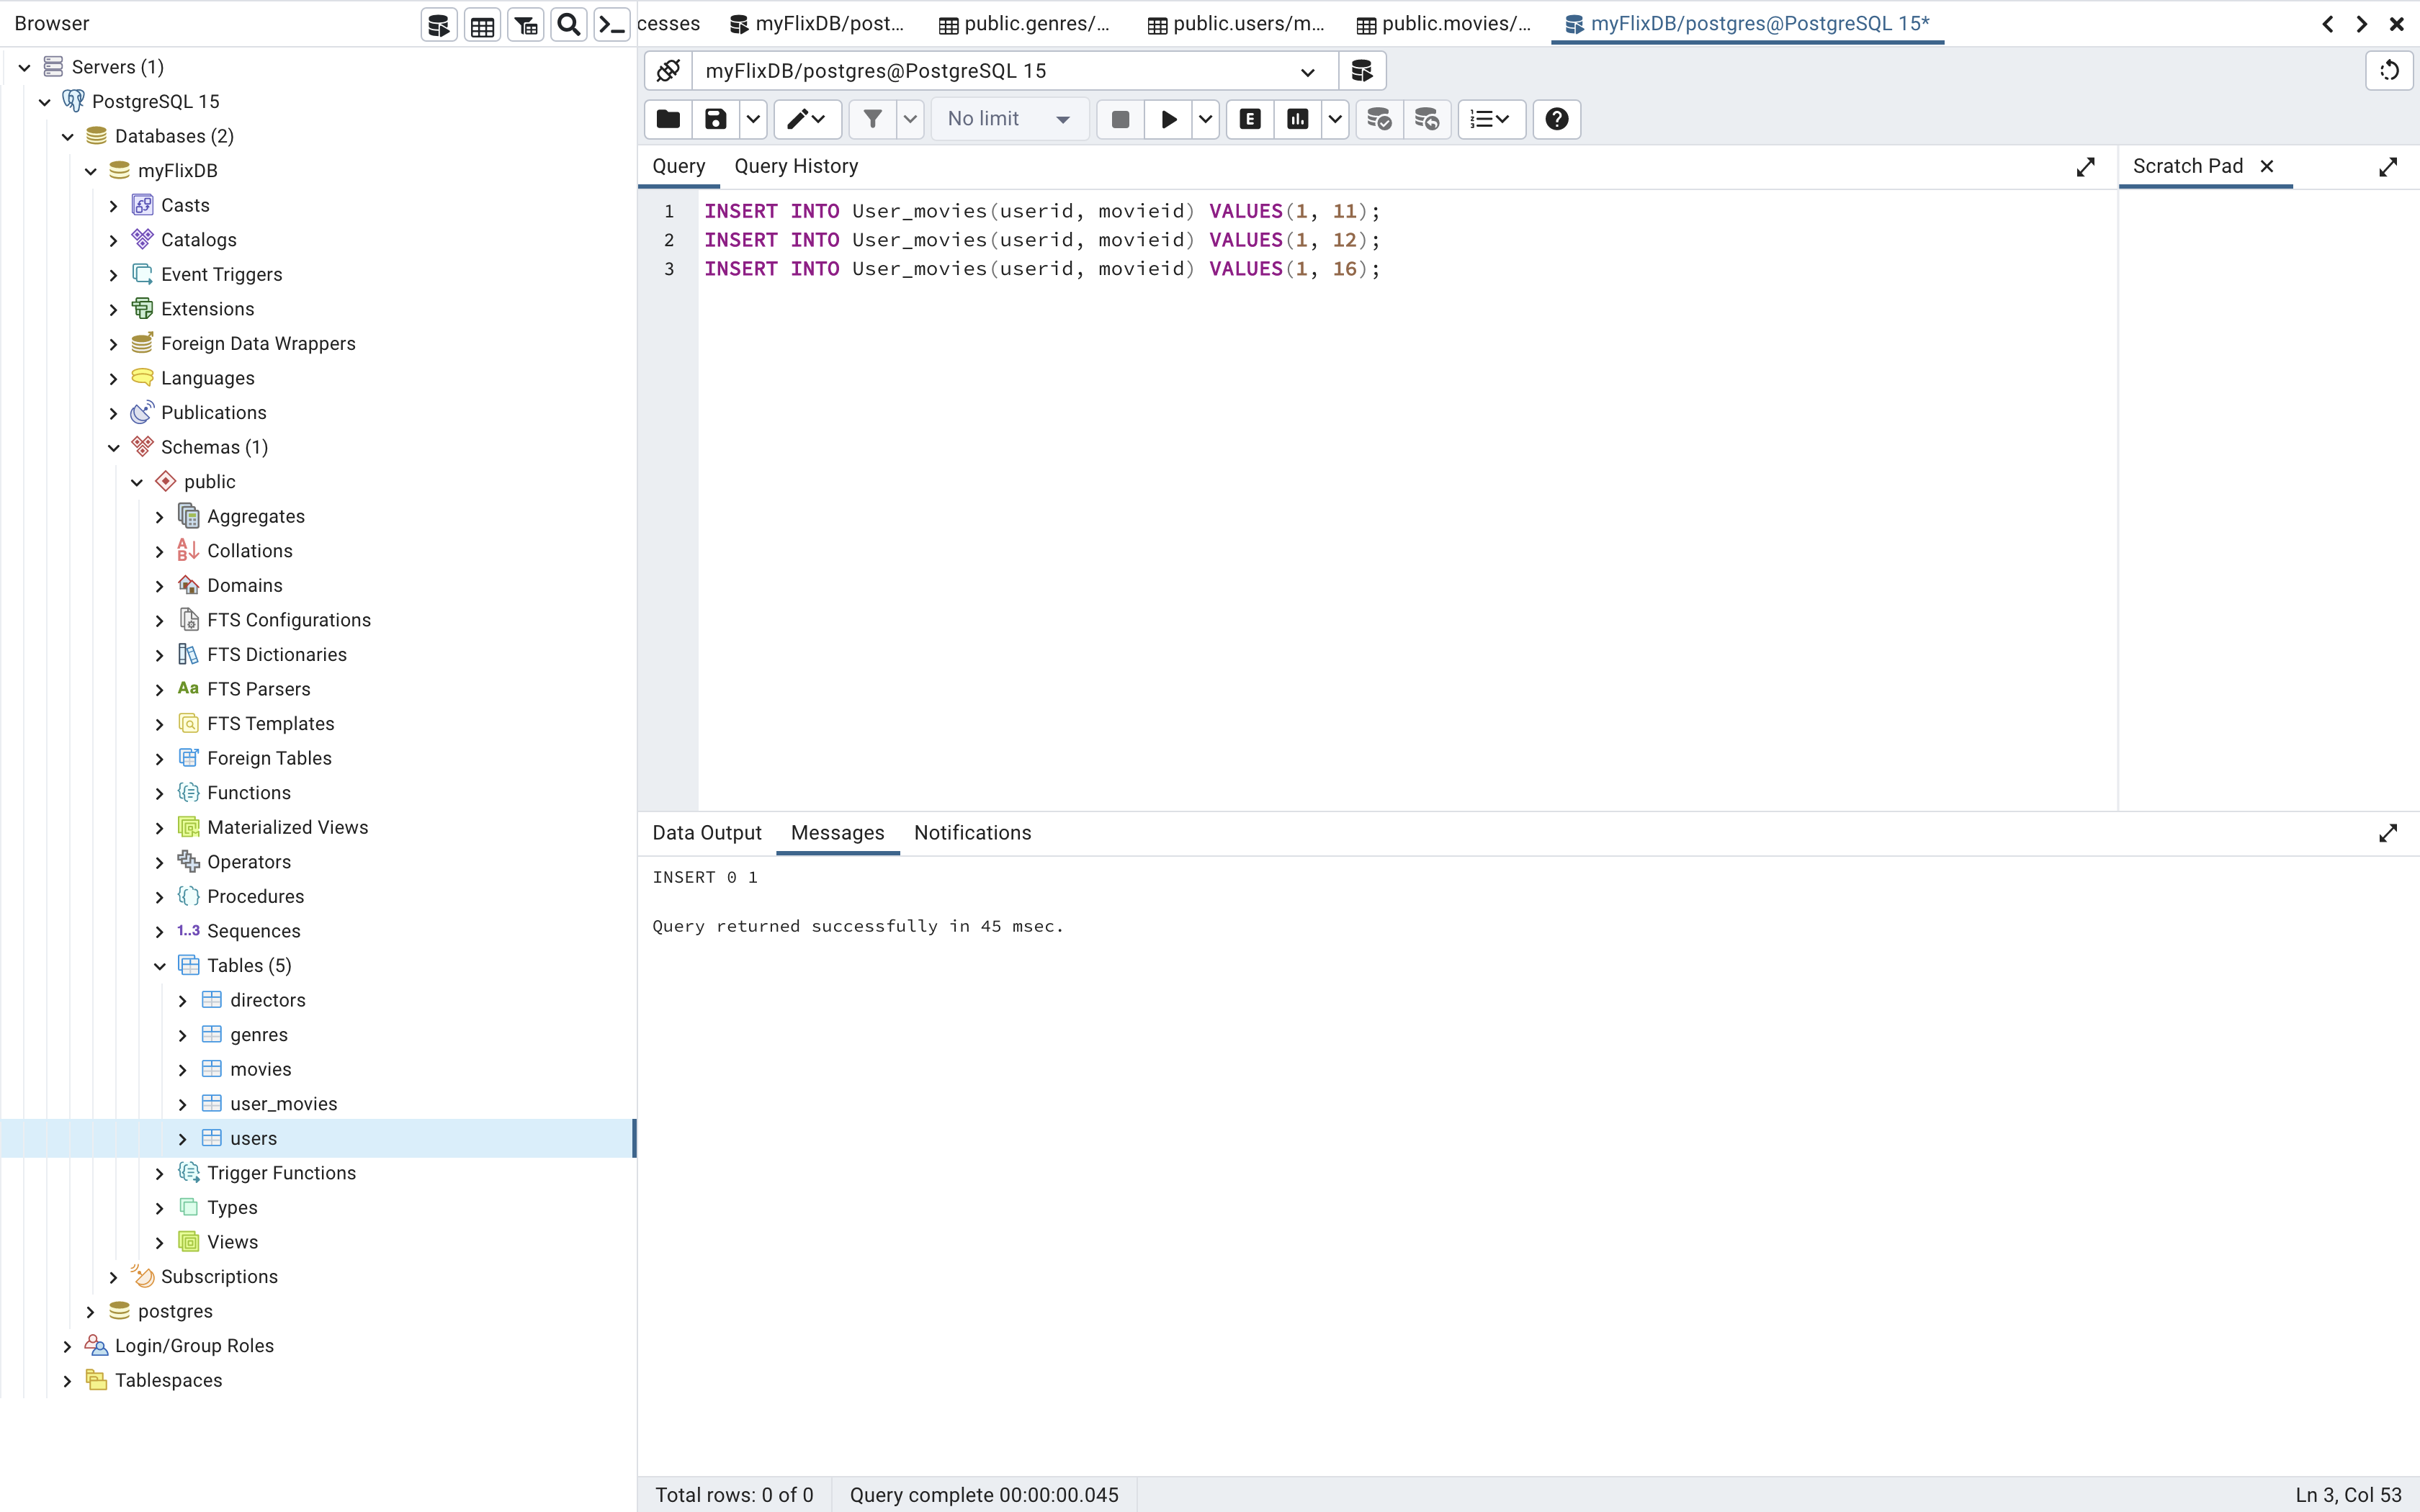 Browser
Servers (1)
PostgreSQL 15
Databases (2)
myFlixDB
Casts
Catalogs
Event Triggers
Extensions
Foreign Data Wrappers
Languages
Publications
Schemas (1)
public
Aggregates
Collations
Domains
FTS Configurations
FTS Dictionaries
Aa FTS Parsers
FTS Templates
Foreign Tables
Functions
Materialized Views
Operators
Procedures
1..3 Sequences
Tables (5)
directors
genres
movies
user_movies
users
Trigger Functions
Types
Views
Subscriptions
postgres
Login/Group Roles
Tablespaces
cesses myFlixDB/post... public.genres/... public.users/m... public.movies/... myFlixDB/postgres@PostgreSQL 15*
myFlixDB/postgres@PostgreSQL 15
No limit E
Query Query History Scratch Pad
1 INSERT INTO User_movies(userid, movieid) VALUES(1, 11);
2 INSERT INTO User_movies(userid, movieid) VALUES(1, 12);
3 INSERT INTO User_movies(userid, movieid) VALUES(1, 16);
Data Output Messages Notifications
INSERT 0 1
Query returned successfully in 45 msec.
Total rows: 0 of 0 Query complete 00:00:00.045 Ln 3, Col 53